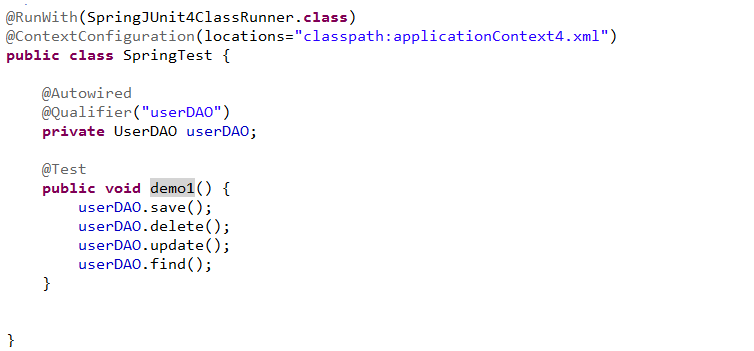 @RunWith(SpringJUnit4ClassRunner.class)
@ContextConfiguration(locations="classpath:applicationContext4.xml")
public class SpringTest {
@Autowired
@Qualifier("userDAO")
private UserDAO userDAO;
@Test
public void demo1() {
userDAO.save();
userDAO.delete();
userDAO.update();
userDAO.find();
}
}